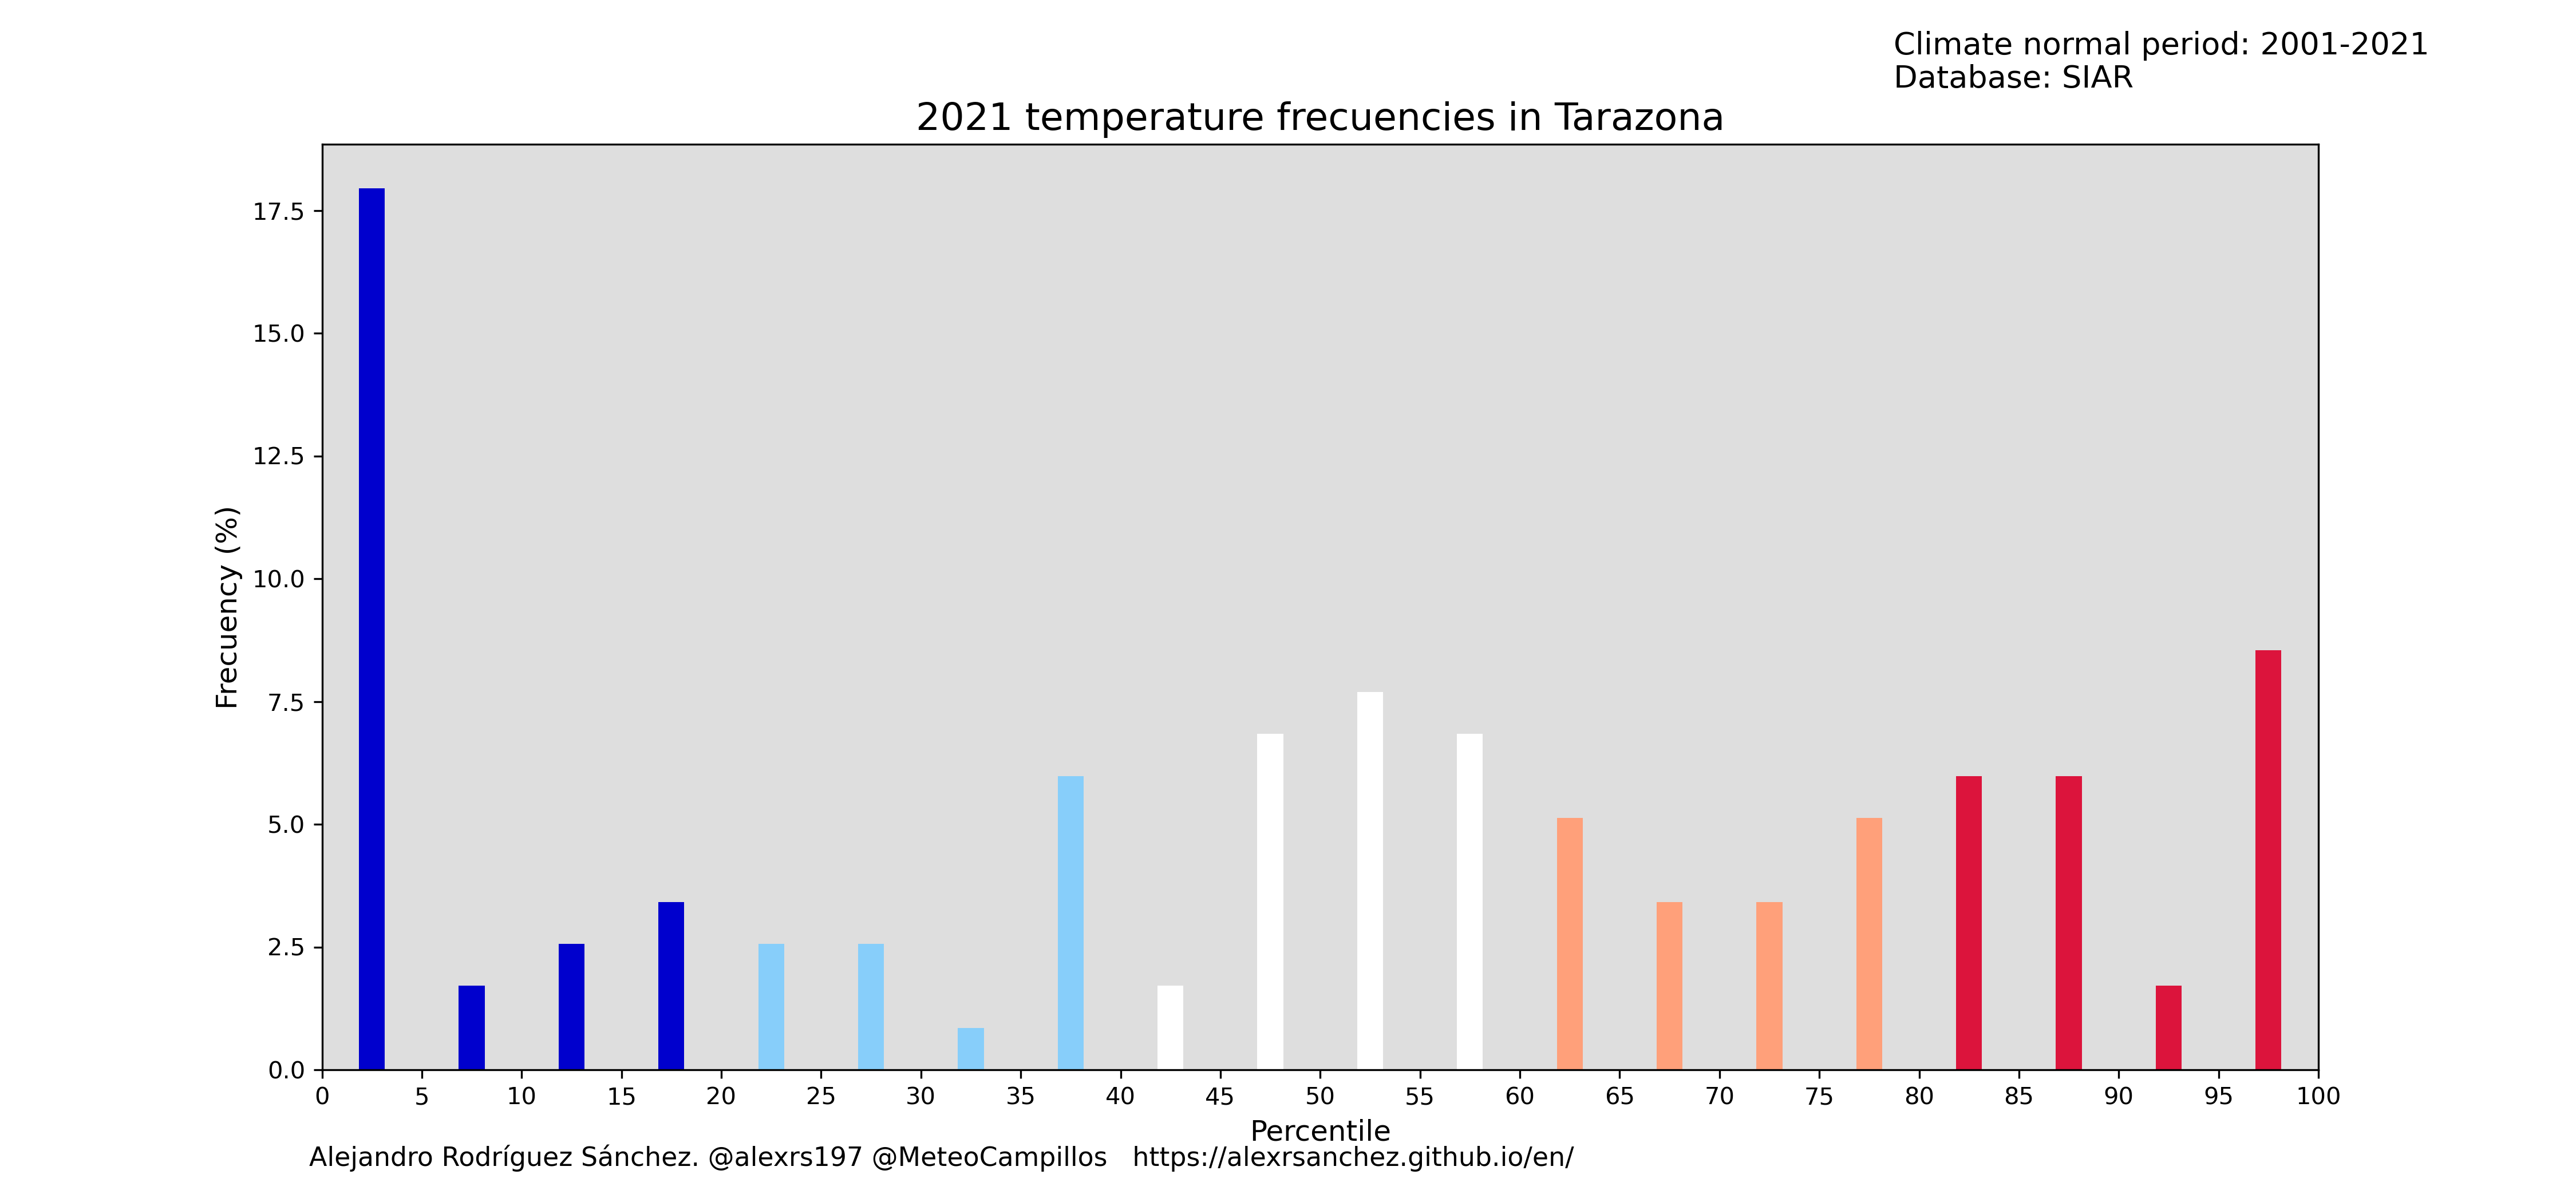 Climate normal period: 2001-2021
Database: SIAR
2021 temperature frecuencies in Tarazona
Frecuency (%)
17.5
15.0
12.5
10.0
7.5
5.0
2.5
0.0
0 5 10 15 20 25 30 35 40 45 50 55 60 65 70 75 80 85 90 95 100
Percentile
Alejandro Rodríguez Sánchez. @alexrs197 @MeteoCampillos https://alexrsanchez.github.io/en/